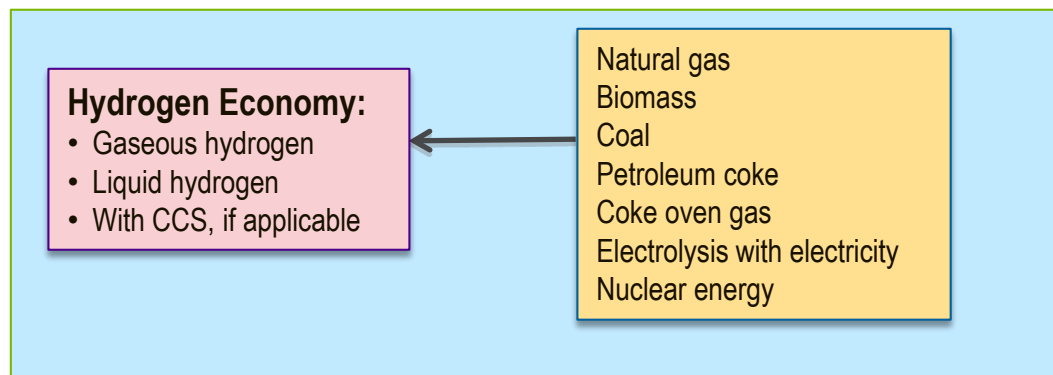 Hydrogen Economy:
• Gaseous hydrogen
• Liquid hydrogen
• With CCS, if applicable
Natural gas
Biomass
Coal
Petroleum coke
Coke oven gas
Electrolysis with electricity
Nuclear energy